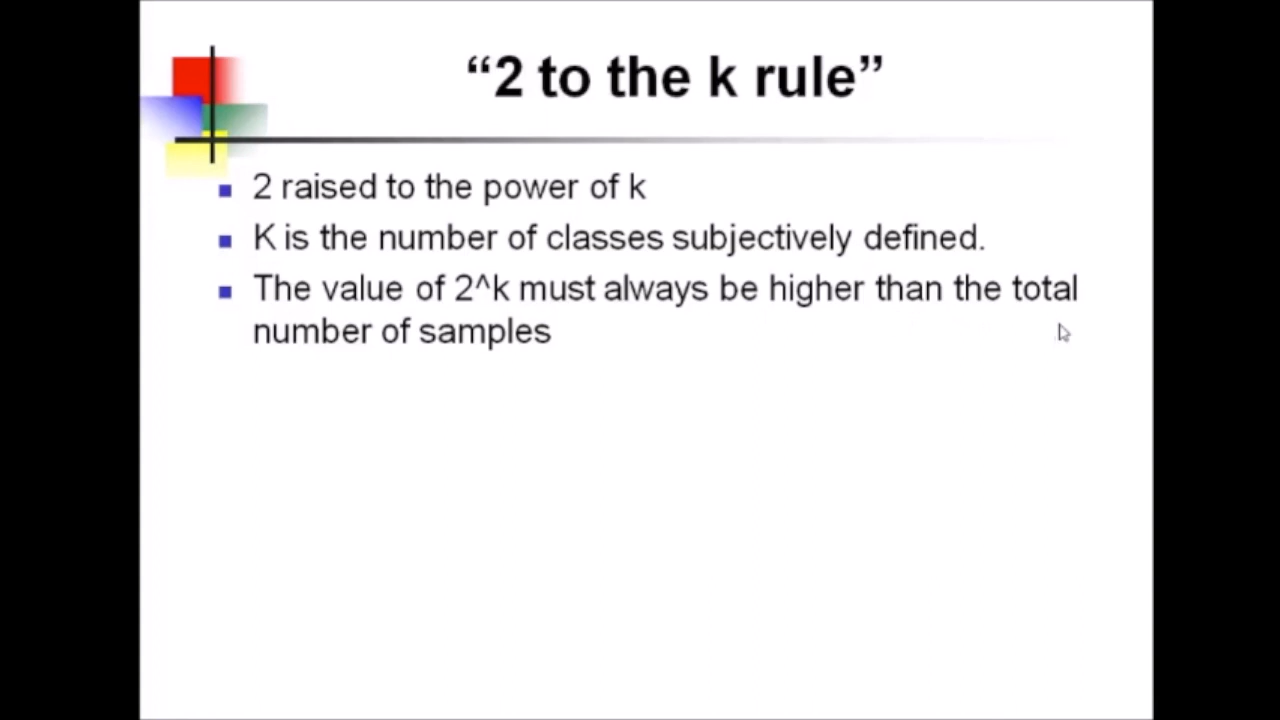 “2 to the k rule”
2 raised to the power of k
K is the number of classes subjectively defined.
The value of 2^k must always be higher than the total
number of samples